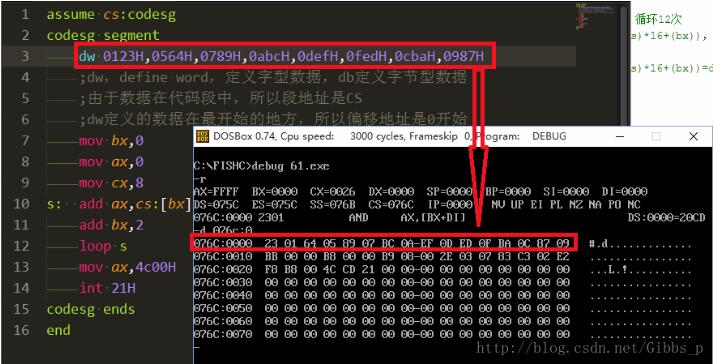 1 assume cs:codesg
2 codesg segment
3 dw 0123H,0564H,0789H,0abcH,0defH,0fedH,0cbaH,0987H
4 ;dw，define word，定义字型数据，db定义字节型数据
5 ;由于数据在代码段中，所以段地址是CS
6 ;dw定义的数据在最开始的地方，所以偏移地址是0开始
7 mov bx,0
8 mov ax,0
9 mov cx,8
10 s: add ax,cs:[bx]
11 add bx,2
12 loop s
13 mov ax,4c00H
14 int 21H
15 codesg ends
16 end
循环12次
s)*16+(bx)),
s)*16+(bx))=d
DOSBox 0.74, Cpu speed: 3000 cycles, Frameskip 0, Program: DEBUG
C:\FISHC>debug 61.exe
-r
AX=FFFF BX=0000 CX=0026 DX=0000 SP=0000 BP=0000 SI=0000 DI=0000
DS=075C ES=075C SS=076B CS=076C IP=0000 NV UP EI PL NZ NA PO NC
076C:0000 2301 AND AX,[BX+DI] DS:0000=20CD
-d 076c:0
076C:0000 23 01 64 05 89 07 BC 0A-EF 0D ED 0F BA 0C 87 09 #.d.............
076C:0010 BB 00 00 B8 00 00 B9 08-00 2E 03 07 83 C3 02 E2 ................
076C:0020 F8 B8 00 4C CD 21 00 00-00 00 00 00 00 00 00 00 ...L.!..........
076C:0030 00 00 00 00 00 00 00 00-00 00 00 00 00 00 00 00 ................
076C:0040 00 00 00 00 00 00 00 00-00 00 00 00 00 00 00 00 ................
076C:0050 00 00 00 00 00 00 00 00-00 00 00 00 00 00 00 00 ................
076C:0060 00 00 00 00 00 00 00 00-00 00 00 00 00 00 00 00 ................
076C:0070 00 00 00 00 00 00 00 00-00 00 00 00 00 00 00 00 ................
-
http://blog.csdn.net/Gibbs_p